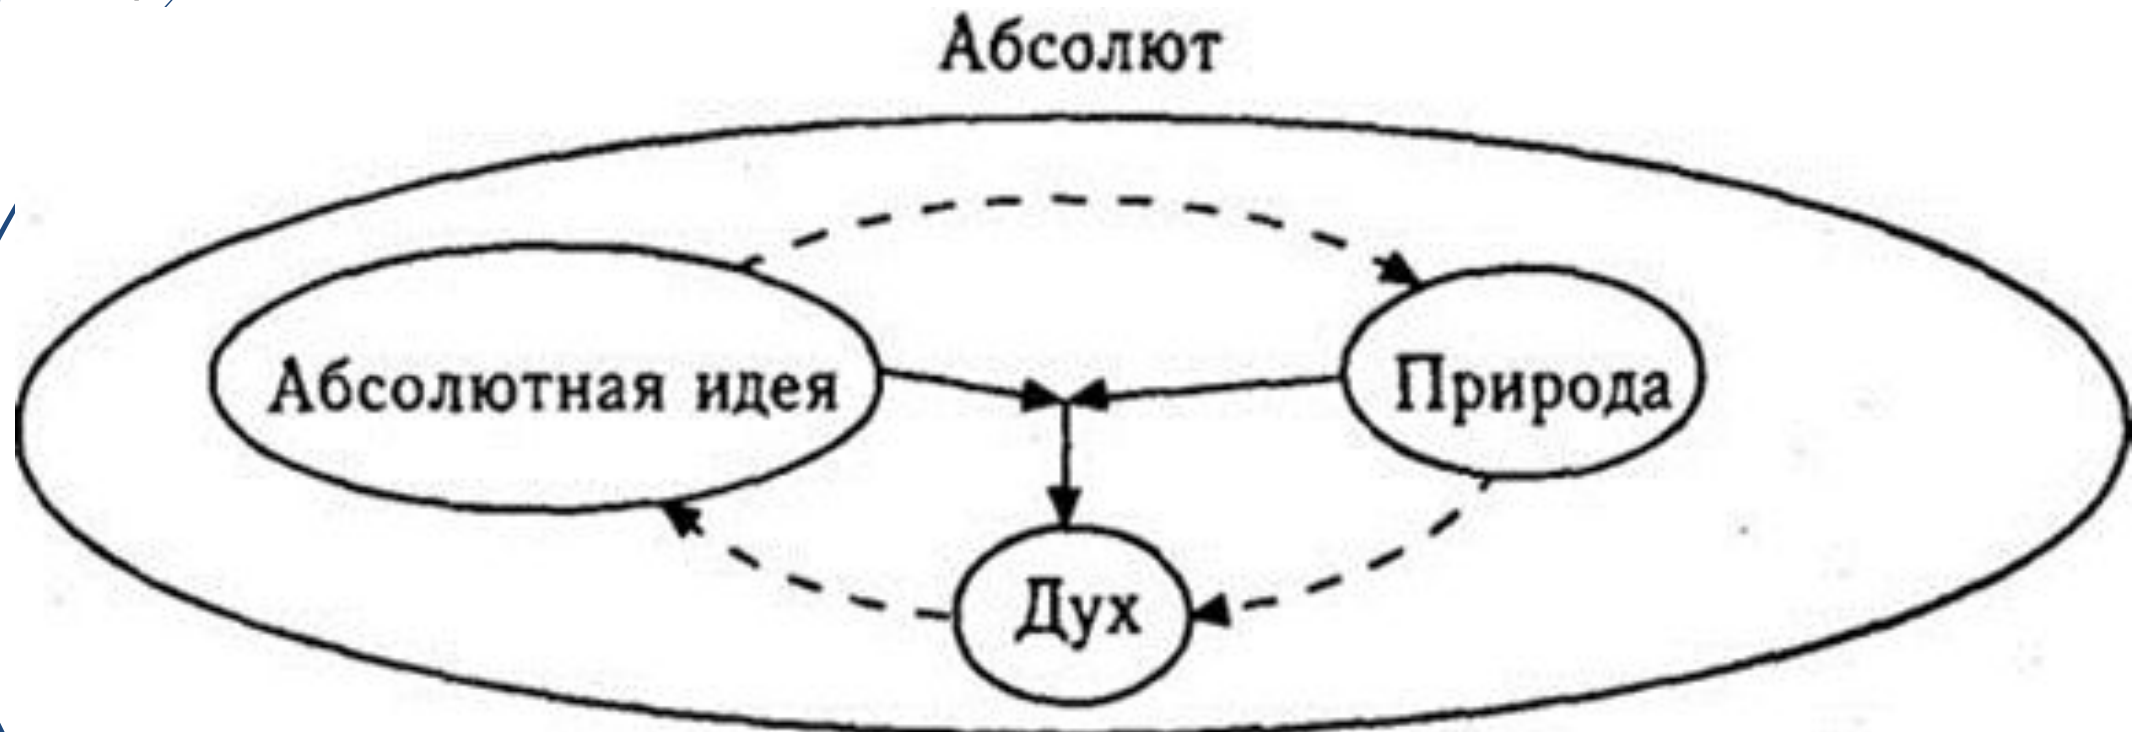 Абсолют
Абсолютная идея
Природа
Дух